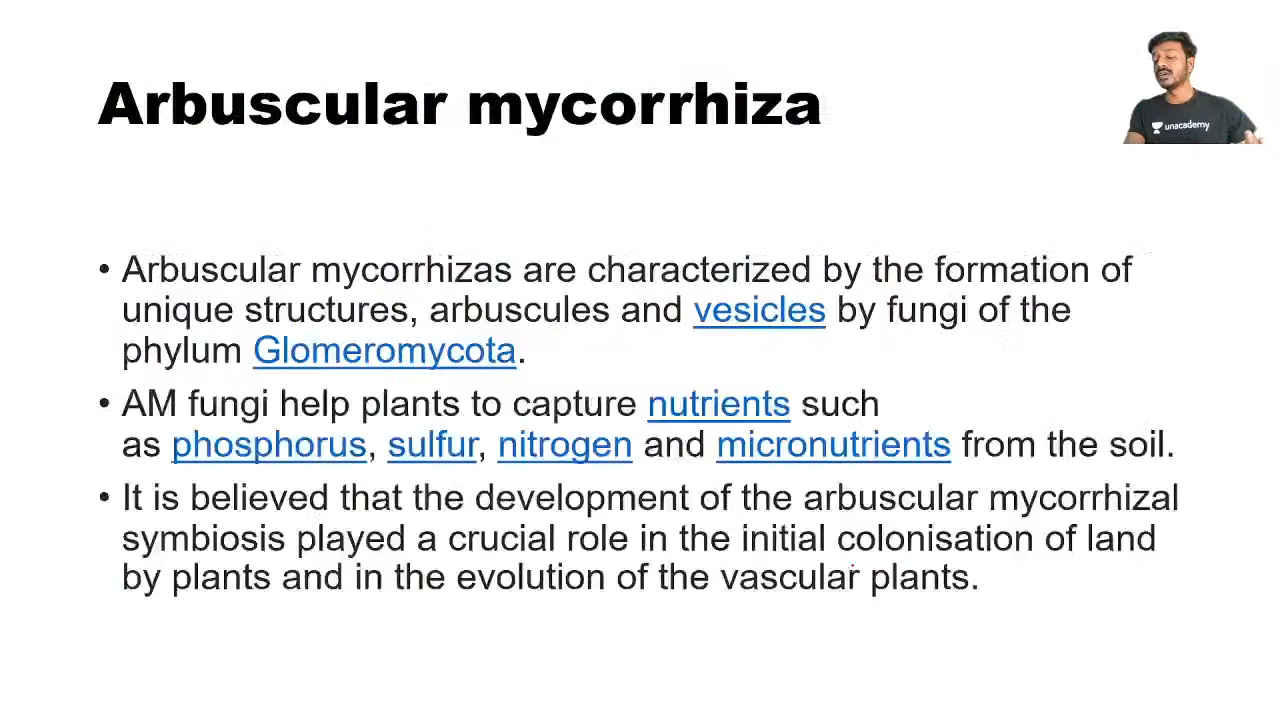 Arbuscular mycorrhiza
unacademy
• Arbuscular mycorrhizas are characterized by the formation of
unique structures, arbuscules and vesicles by fungi of the
phylum Glomeromycota.
• AM fungi help plants to capture nutrients such
as phosphorus, sulfur, nitrogen and micronutrients from the soil.
• It is believed that the development of the arbuscular mycorrhizal
symbiosis played a crucial role in the initial colonisation of land
by plants and in the evolution of the vascular plants.